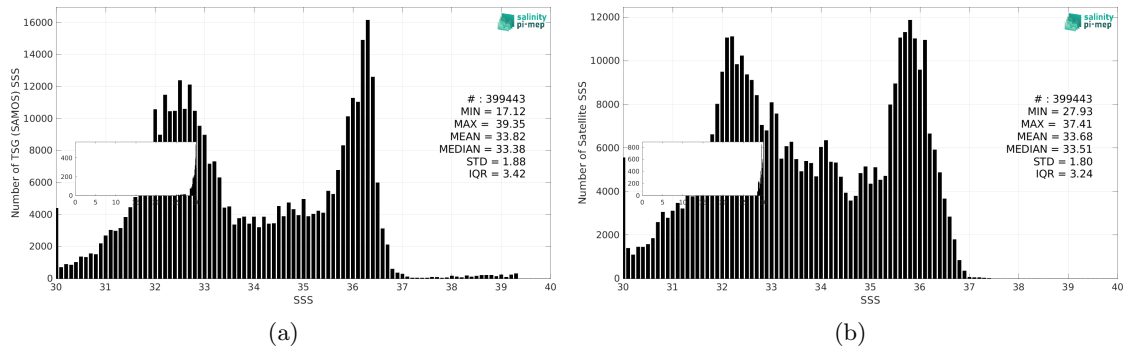 16000
14000
12000
10000
8000
6000
4000
2000
0
Number of TSG (SAMOS) SSS
salinity
pi-mep
# : 399443
MIN = 17.12
MAX = 39.35
MEAN = 33.82
MEDIAN = 33.38
STD = 1.88
IQR = 3.42
400
200
0
0 5 10
30 31 32 33 34 35 36 37 38 39 40
SSS
(a)
12000
10000
8000
6000
4000
2000
0
Number of Satellite SSS
salinity
pi-mep
# : 399443
MIN = 27.93
MAX = 37.41
MEAN = 33.68
MEDIAN = 33.51
STD = 1.80
IQR = 3.24
800
600
400
200
0
0 5 10
30 31 32 33 34 35 36 37 38 39 40
SSS
(b)